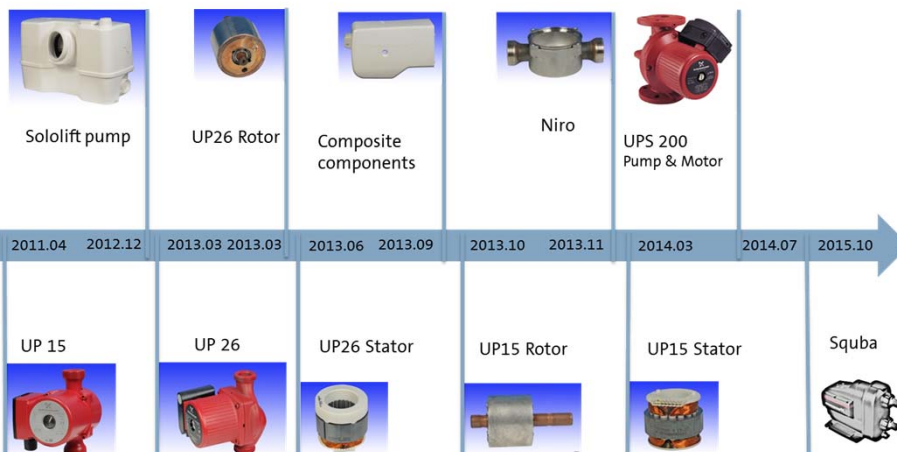 Sololift pump
UP26 Rotor
Composite
components
Niro
UPS 200
Pump & Motor
2011.04
2012.12
2013.03
2013.03
2013.06
2013.09
2013.10
2013.11
2014.03
2014.07
2015.10
UP 15
UP 26
UP26 Stator
UP15 Rotor
UP15 Stator
Squba